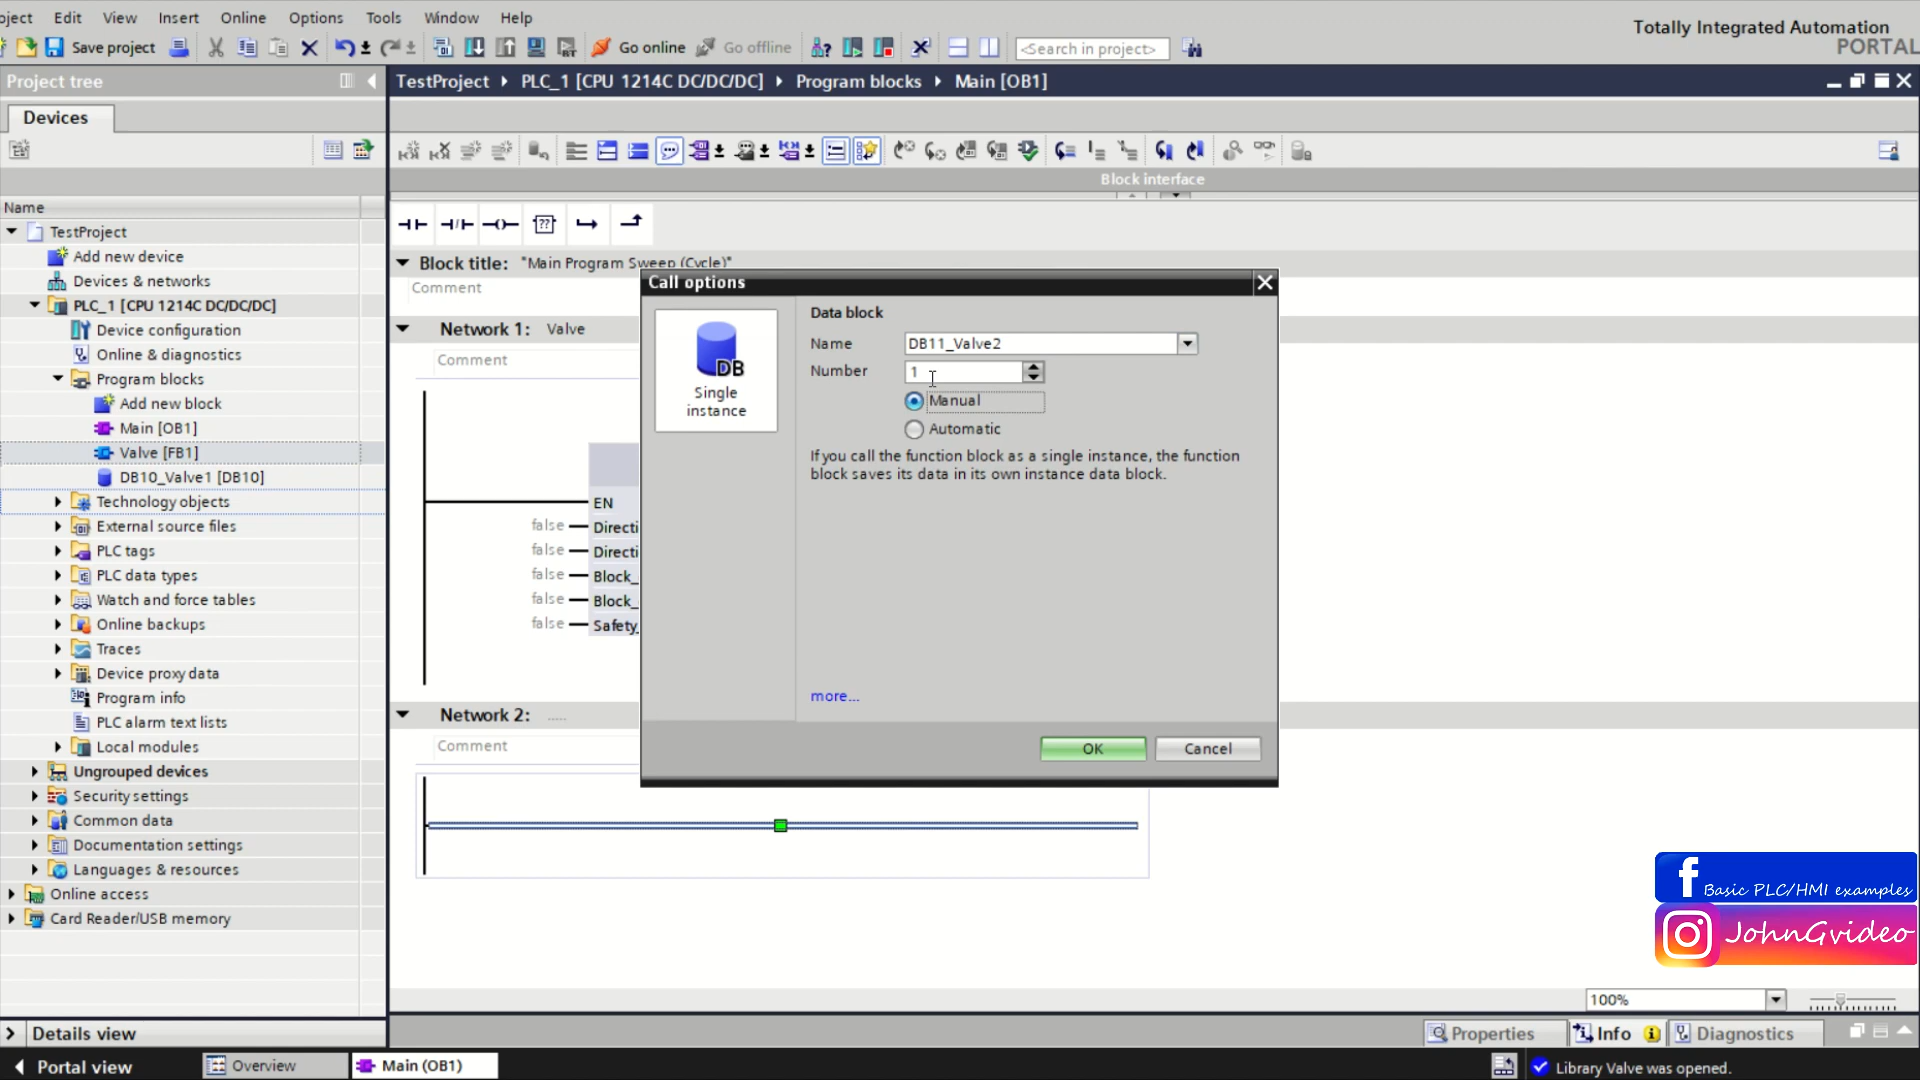 oject Edit View Insert Online Options Tools Window Help
Totally Integrated Automation
PORTAL
Save project
Go online
Go offline
<Search in project>
Project tree
TestProject PLC_1 [CPU 1214C DC/DC/DC] Program blocks Main [OB1]
Devices
Block interface
Name
TestProject
Add new device
Devices & networks
PLC_1 [CPU 1214C DC/DC/DC]
Device configuration
Online & diagnostics
Program blocks
Add new block
Main [OB1]
Valve [FB1]
DB10_Valve1 [DB10]
Technology objects
External source files
PLC tags
PLC data types
Watch and force tables
Online backups
Traces
Device proxy data
Program info
PLC alarm text lists
Local modules
Ungrouped devices
Security settings
Common data
Documentation settings
Languages & resources
Online access
Card Reader/USB memory
Details view
??
Block title: "Main Program Sweep (Cycle)"
Comment
Network 1: Valve
Comment
EN
false Directi
false Directi
false Block_
false Block_
false Safety_
Network 2: .....
Comment
Call options
DB
Single
instance
Data block
Name DB11_Valve2
Number 1
Manual
Automatic
If you call the function block as a single instance, the function
block saves its data in its own instance data block.
more...
OK Cancel
Basic PLC/HMI examples
JohnGvideo
100%
Properties Info Diagnostics
Portal view Overview Main (OB1)
Library Valve was opened.